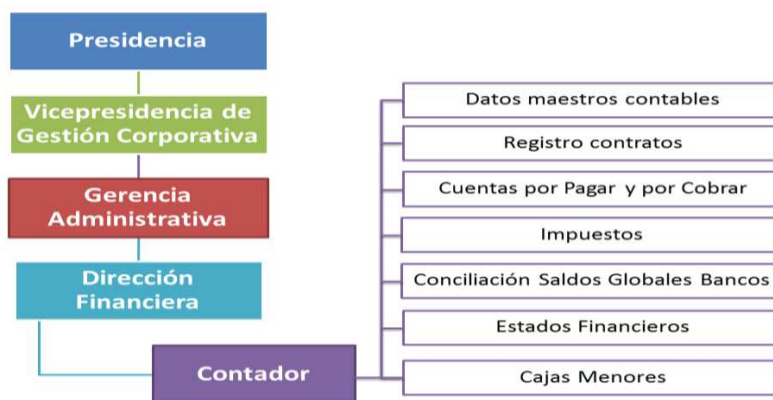 Presidencia
Vicepresidencia de
Gestión Corporativa
Gerencia
Administrativa
Dirección
Financiera
Contador
Datos maestros contables
Registro contratos
Cuentas por Pagar y por Cobrar
Impuestos
Conciliación Saldos Globales Bancos
Estados Financieros
Cajas Menores